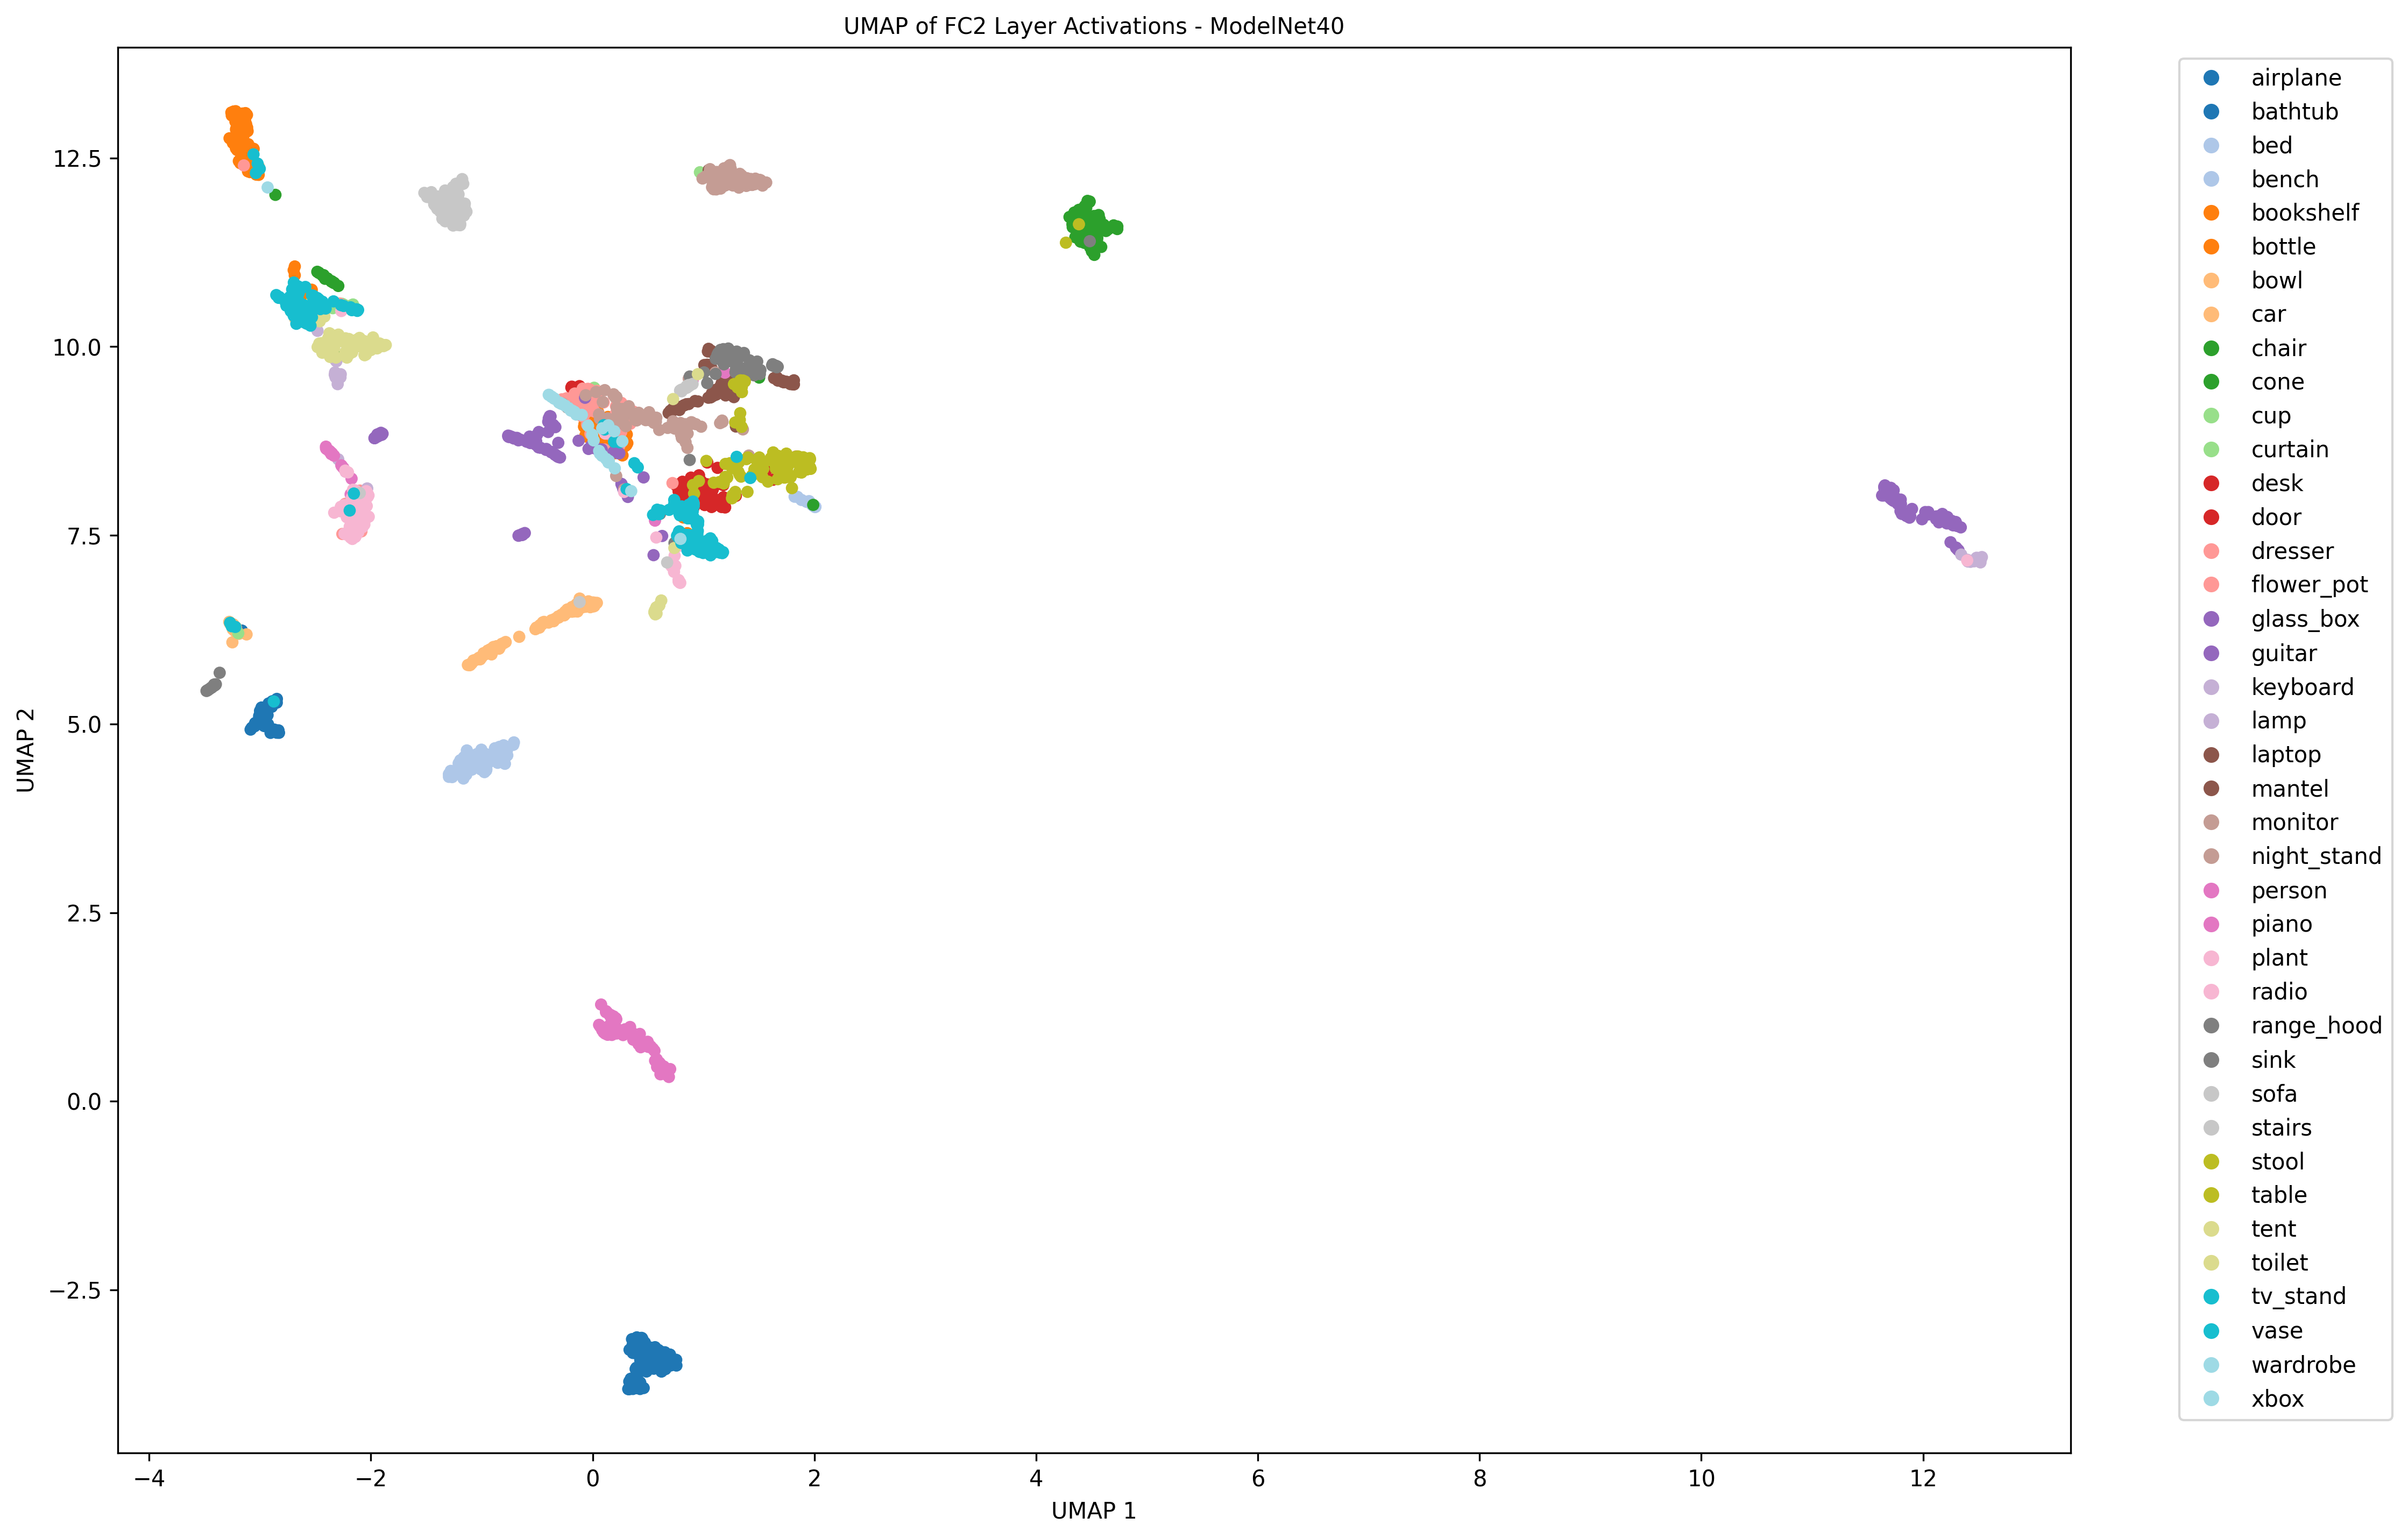 UMAP of FC2 Layer Activations - ModelNet40
12.5
10.0
7.5
5.0
2.5
0.0
−2.5
UMAP 2
−4
−2
0
2
4
6
8
10
12
UMAP 1
airplane
bathtub
bed
bench
bookshelf
bottle
bowl
car
chair
cone
cup
curtain
desk
door
dresser
flower_pot
glass_box
guitar
keyboard
lamp
laptop
mantel
monitor
night_stand
person
piano
plant
radio
range_hood
sink
sofa
stairs
stool
table
tent
toilet
tv_stand
vase
wardrobe
xbox